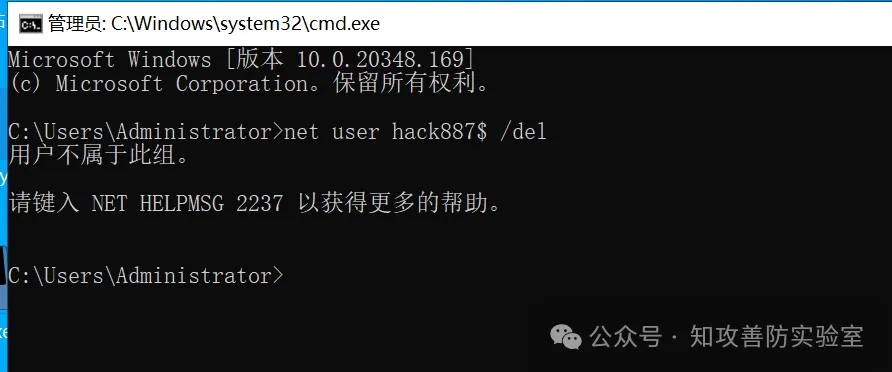 管理员: C:\Windows\system32\cmd.exe
Microsoft Windows [版本 10.0.20348.169]
(c) Microsoft Corporation。保留所有权利。
C:\Users\Administrator>net user hack887$ /del
用户不属于此组。
请键入 NET HELPMSG 2237 以获得更多的帮助。
C:\Users\Administrator>
公众号 · 知攻善防实验室